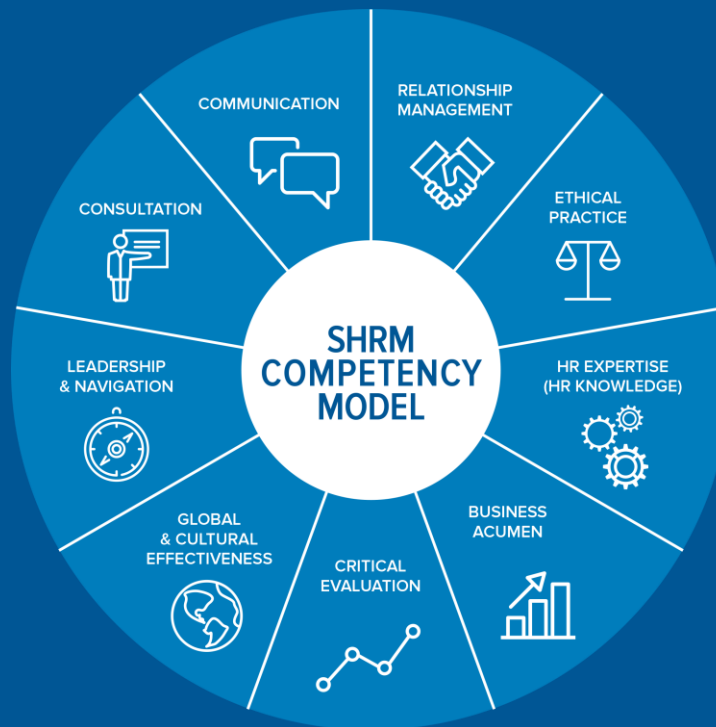 COMMUNICATION
RELATIONSHIP
MANAGEMENT
CONSULTATION
ETHICAL
PRACTICE
SHRM
COMPETENCY
MODEL
LEADERSHIP
& NAVIGATION
HR EXPERTISE
(HR KNOWLEDGE)
GLOBAL
& CULTURAL
EFFECTIVENESS
CRITICAL
EVALUATION
BUSINESS
ACUMEN